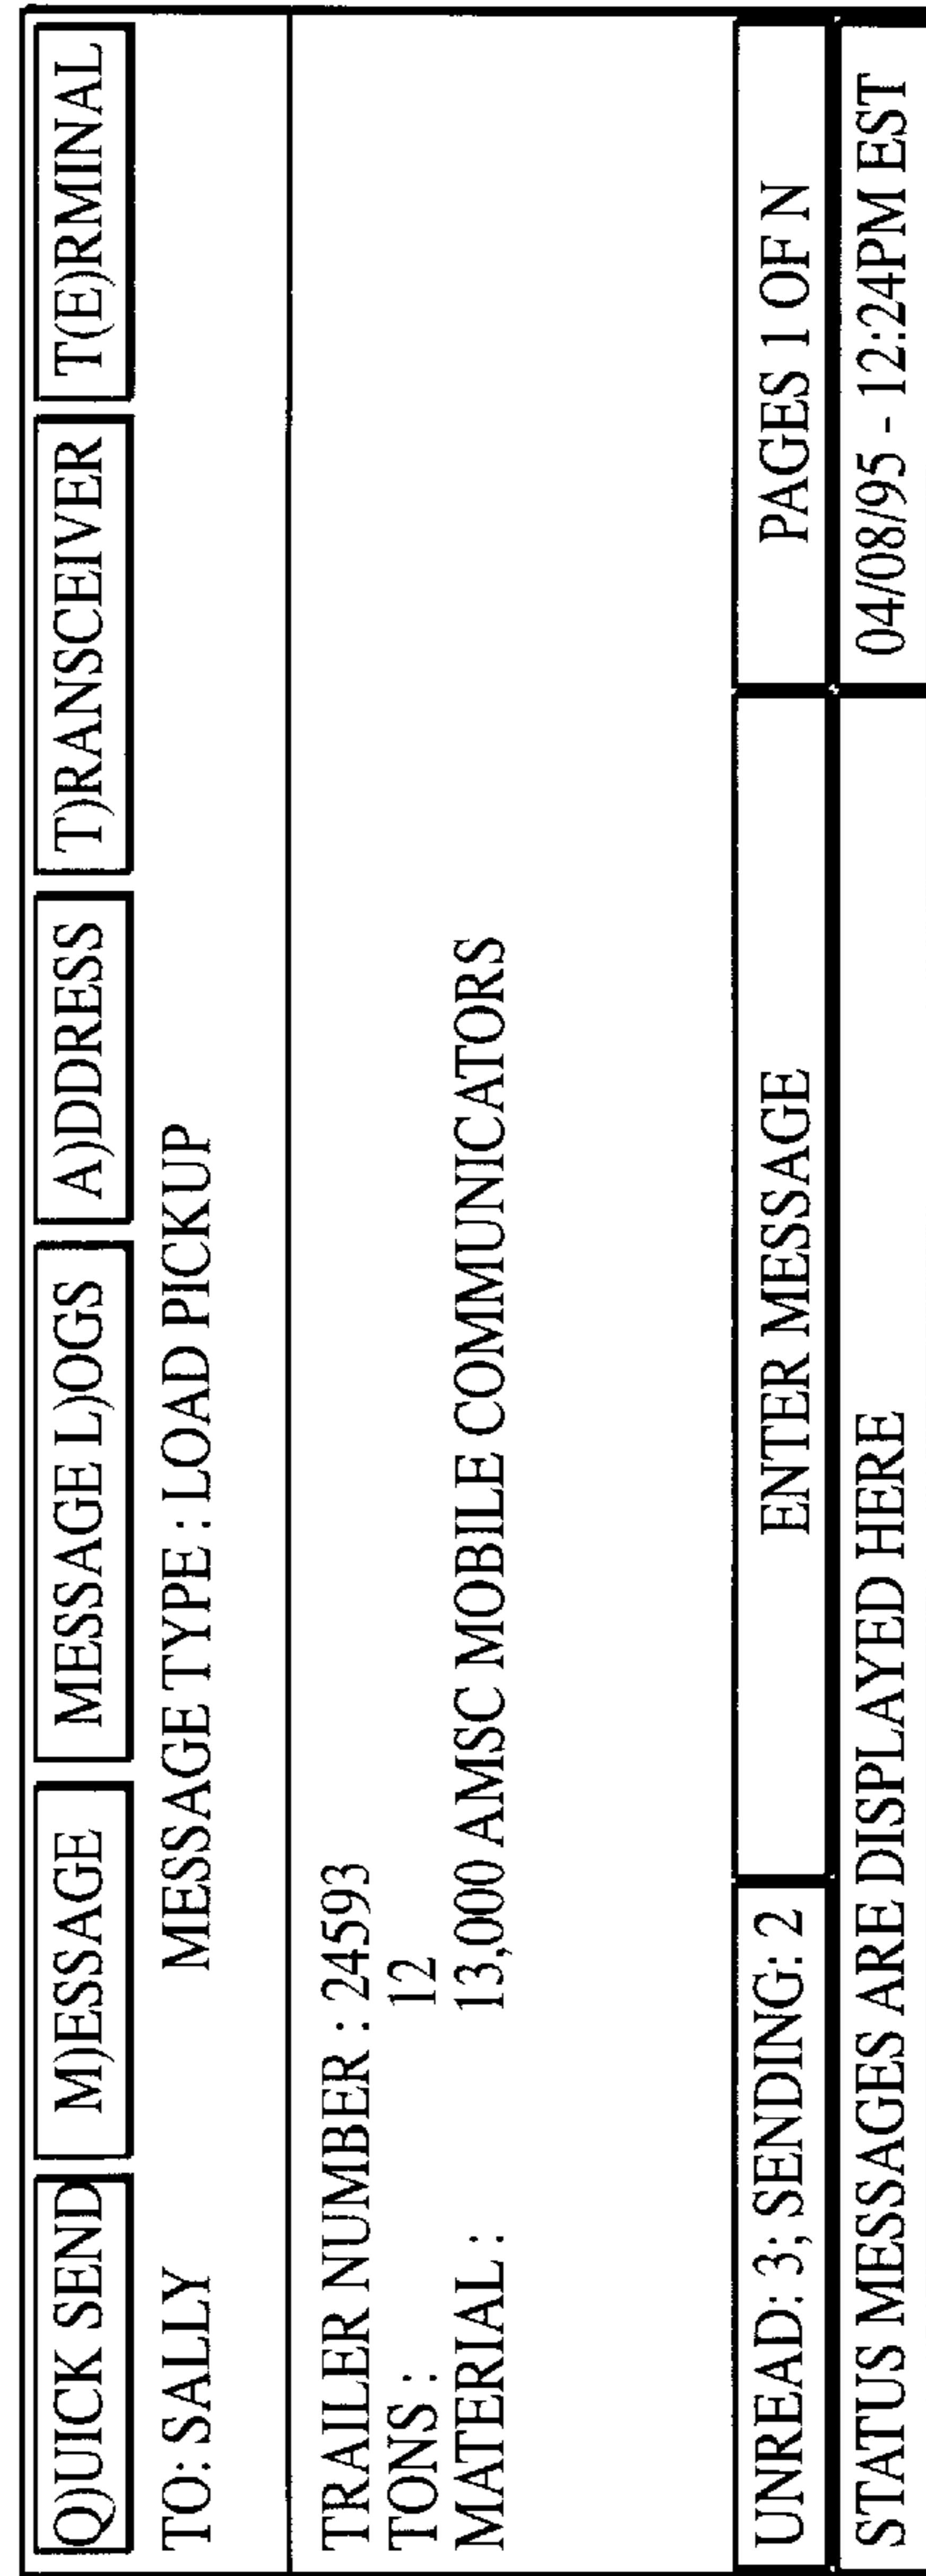 Q)UICK SEND M)ESSAGE MESSAGE L)OGS A)DDRESS T)RANSCEIVER T(E)RMINAL
TO: SALLY MESSAGE TYPE : LOAD PICKUP
TRAILER NUMBER : 24593
TONS : 12
MATERIAL : 13,000 AMSC MOBILE COMMUNICATORS
UNREAD: 3; SENDING: 2 ENTER MESSAGE PAGES 1 OF N
STATUS MESSAGES ARE DISPLAYED HERE 04/08/95 - 12:24PM EST